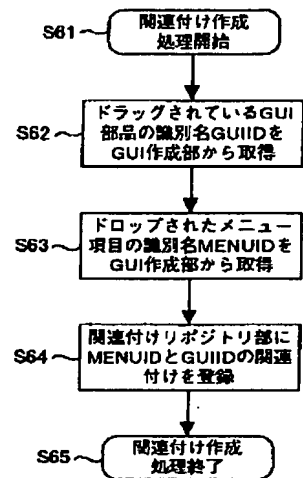 S61
関連付け作成
処理開始
S62
ドラッグされているGUI
部品の識別名GUIIDを
GUI作成部から取得
S63
ドロップされたメニュー
項目の識別名MENUIDを
GUI作成部から取得
S64
関連付けリポジトリ部に
MENUIDとGUIIDの関連
付けを登録
S65
関連付け作成
処理終了